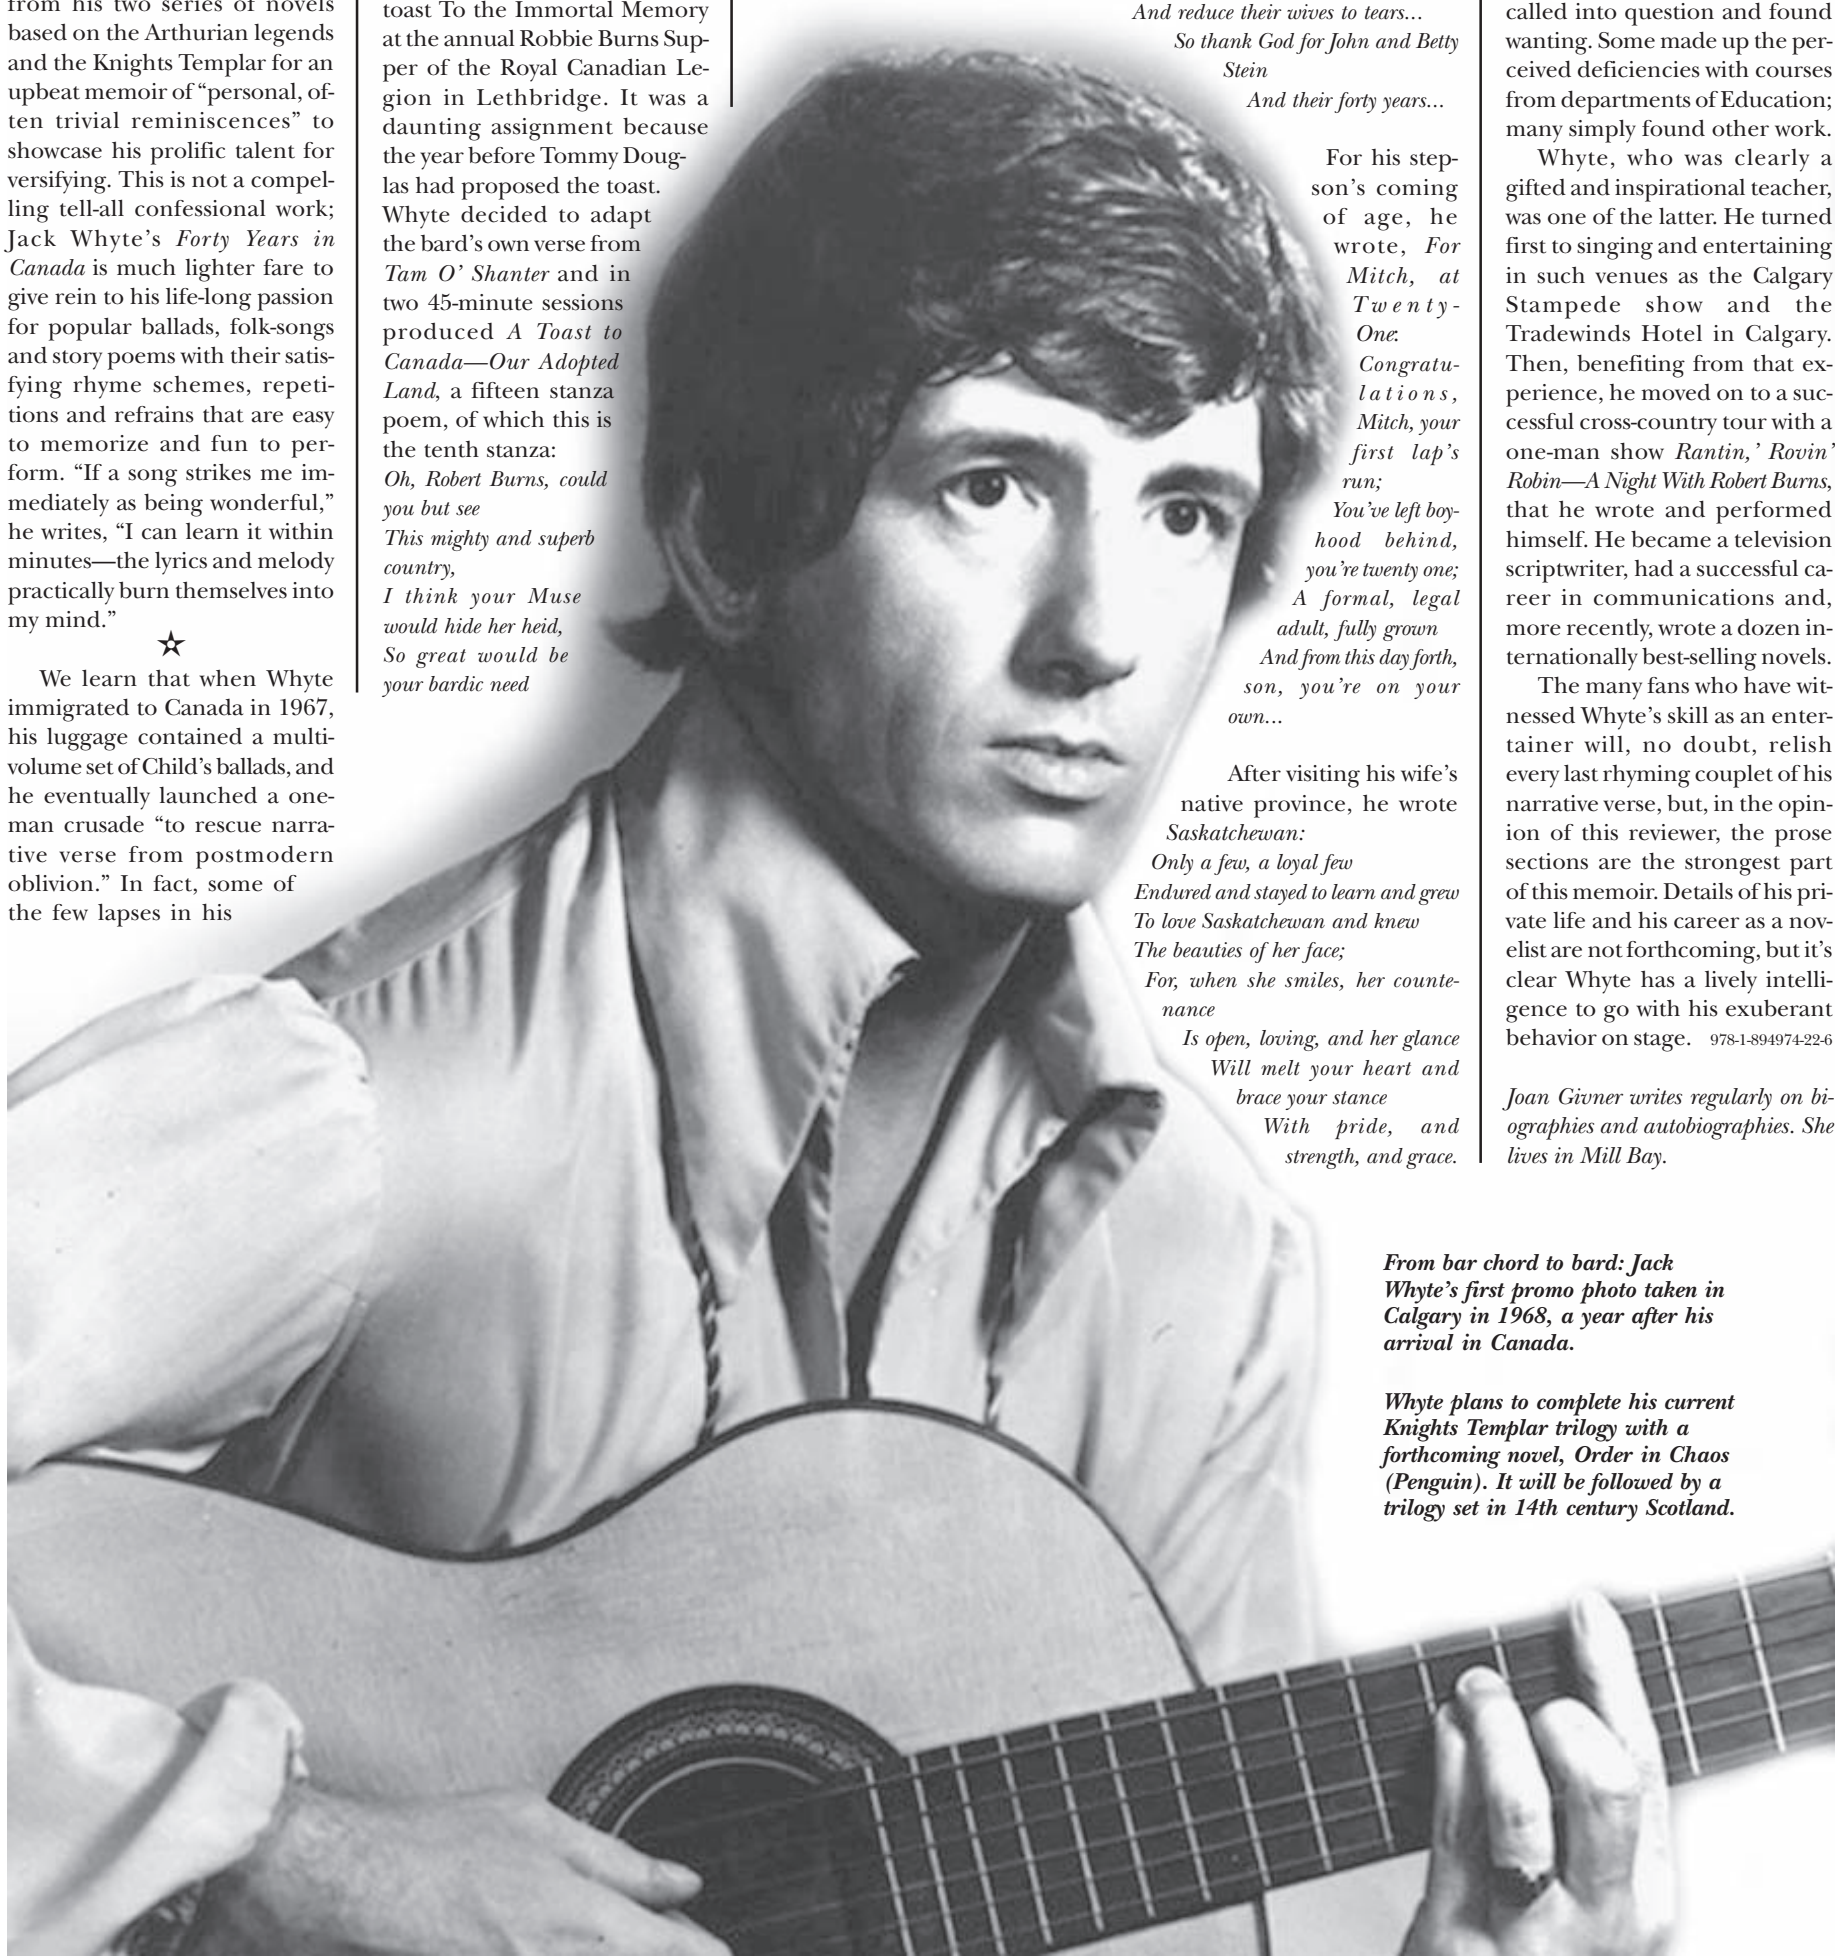 from his two series of novels
based on the Arthurian legends
and the Knights Templar for an
upbeat memoir of “personal, of-
ten trivial reminiscences” to
showcase his prolific talent for
versifying. This is not a compel-
ling tell-all confessional work;
Jack Whyte’s Forty Years in
Canada is much lighter fare to
give rein to his life-long passion
for popular ballads, folk-songs
and story poems with their satis-
fying rhyme schemes, repeti-
tions and refrains that are easy
to memorize and fun to per-
form. “If a song strikes me im-
mediately as being wonderful,”
he writes, “I can learn it within
minutes—the lyrics and melody
practically burn themselves into
my mind.”
We learn that when Whyte
immigrated to Canada in 1967,
his luggage contained a multi-
volume set of Child’s ballads, and
he eventually launched a one-
man crusade “to rescue narra-
tive verse from postmodern
oblivion.” In fact, some of
the few lapses in his
toast To the Immortal Memory
at the annual Robbie Burns Sup-
per of the Royal Canadian Le-
gion in Lethbridge. It was a
daunting assignment because
the year before Tommy Doug-
las had proposed the toast.
Whyte decided to adapt
the bard’s own verse from
Tam O’ Shanter and in
two 45-minute sessions
produced A Toast to
Canada—Our Adopted
Land, a fifteen stanza
poem, of which this is
the tenth stanza:
Oh, Robert Burns, could
you but see
This mighty and superb
country,
I think your Muse
would hide her heid,
So great would be
your bardic need
And reduce their wives to tears...
So thank God for John and Betty
Stein
And their forty years...
For his step-
son’s coming
of age, he
wrote, For
Mitch, at
Twenty-
One:
Congratu-
lations,
Mitch, your
first lap’s
run;
You’ve left boy-
hood behind,
you’re twenty one;
A formal, legal
adult, fully grown
And from this day forth,
son, you’re on your
own...
After visiting his wife’s
native province, he wrote
Saskatchewan:
Only a few, a loyal few
Endured and stayed to learn and grew
To love Saskatchewan and knew
The beauties of her face;
For, when she smiles, her counte-
nance
Is open, loving, and her glance
Will melt your heart and
brace your stance
With pride, and
strength, and grace.
called into question and found
wanting. Some made up the per-
ceived deficiencies with courses
from departments of Education;
many simply found other work.
Whyte, who was clearly a
gifted and inspirational teacher,
was one of the latter. He turned
first to singing and entertaining
in such venues as the Calgary
Stampede show and the
Tradewinds Hotel in Calgary.
Then, benefiting from that ex-
perience, he moved on to a suc-
cessful cross-country tour with a
one-man show Rantin,’ Rovin’
Robin—A Night With Robert Burns,
that he wrote and performed
himself. He became a television
scriptwriter, had a successful ca-
reer in communications and,
more recently, wrote a dozen in-
ternationally best-selling novels.
The many fans who have wit-
nessed Whyte’s skill as an enter-
tainer will, no doubt, relish
every last rhyming couplet of his
narrative verse, but, in the opin-
ion of this reviewer, the prose
sections are the strongest part
of this memoir. Details of his pri-
vate life and his career as a nov-
elist are not forthcoming, but it’s
clear Whyte has a lively intelli-
gence to go with his exuberant
behavior on stage. 978-1-894974-22-6
Joan Givner writes regularly on bi-
ographies and autobiographies. She
lives in Mill Bay.
From bar chord to bard: Jack
Whyte’s first promo photo taken in
Calgary in 1968, a year after his
arrival in Canada.
Whyte plans to complete his current
Knights Templar trilogy with a
forthcoming novel, Order in Chaos
(Penguin). It will be followed by a
trilogy set in 14th century Scotland.